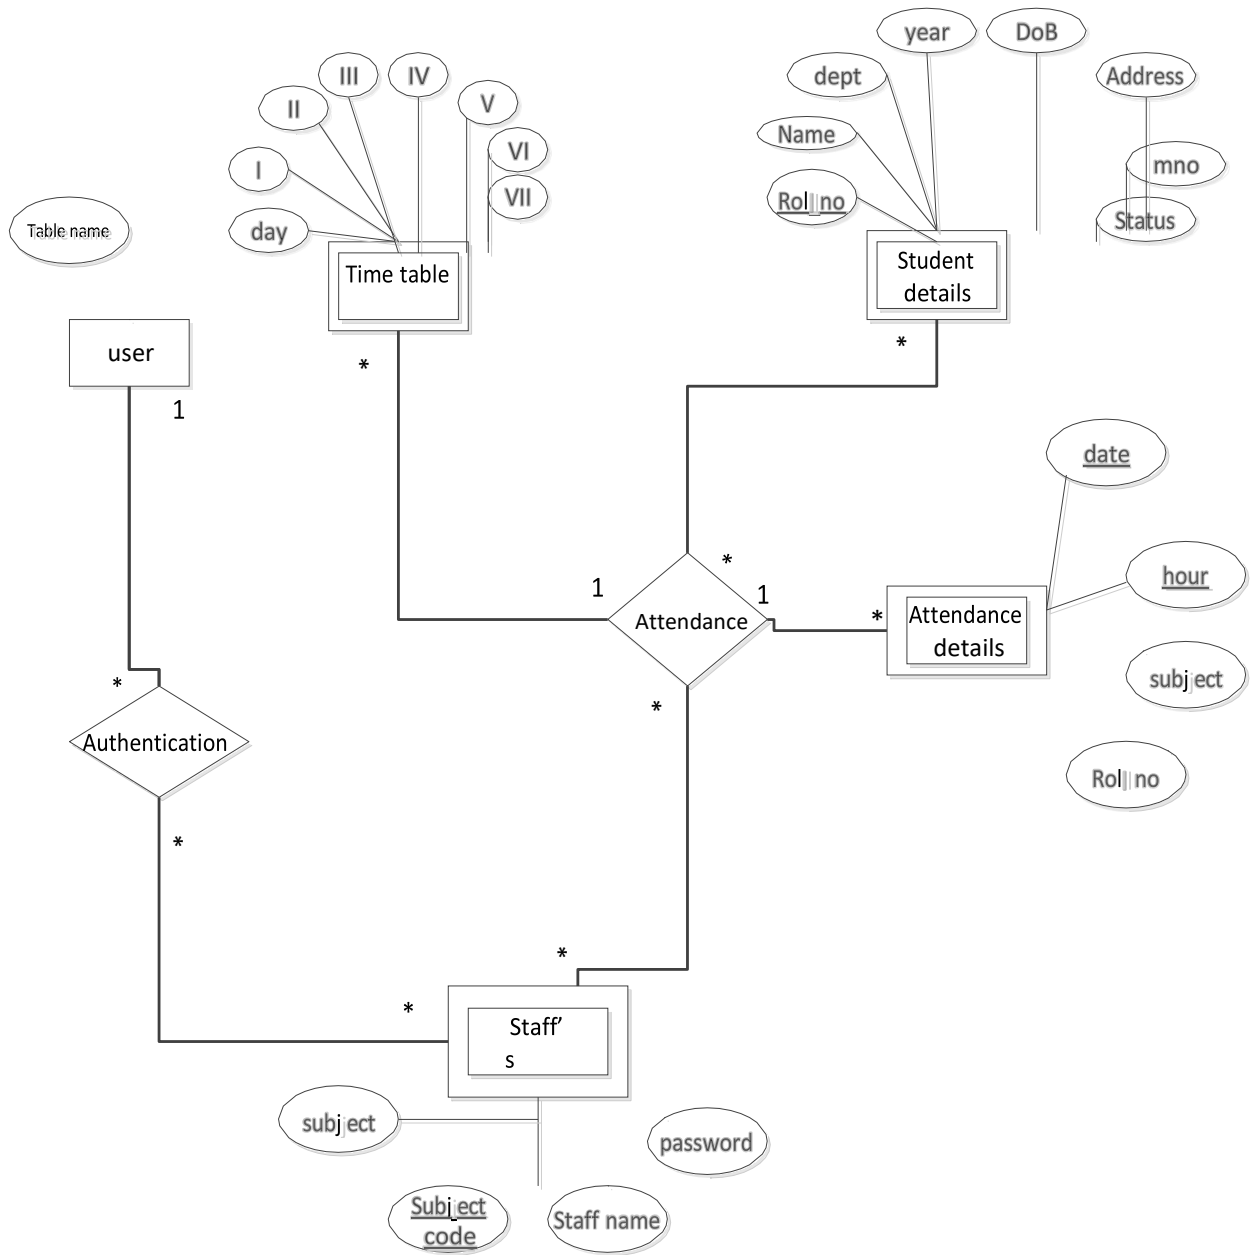 year
DoB
III
IV
dept
Address
V
II
Name
VI
mno
I
VII
Roll no
Table name
day
Status
Time table
Student
details
user
*
*
1
date
*
1
1
hour
*
Attendance
Attendance
details
*
*
subject
Authentication
Roll no
*
*
*
Staff'
s
subject
password
Subject
code
Staff name